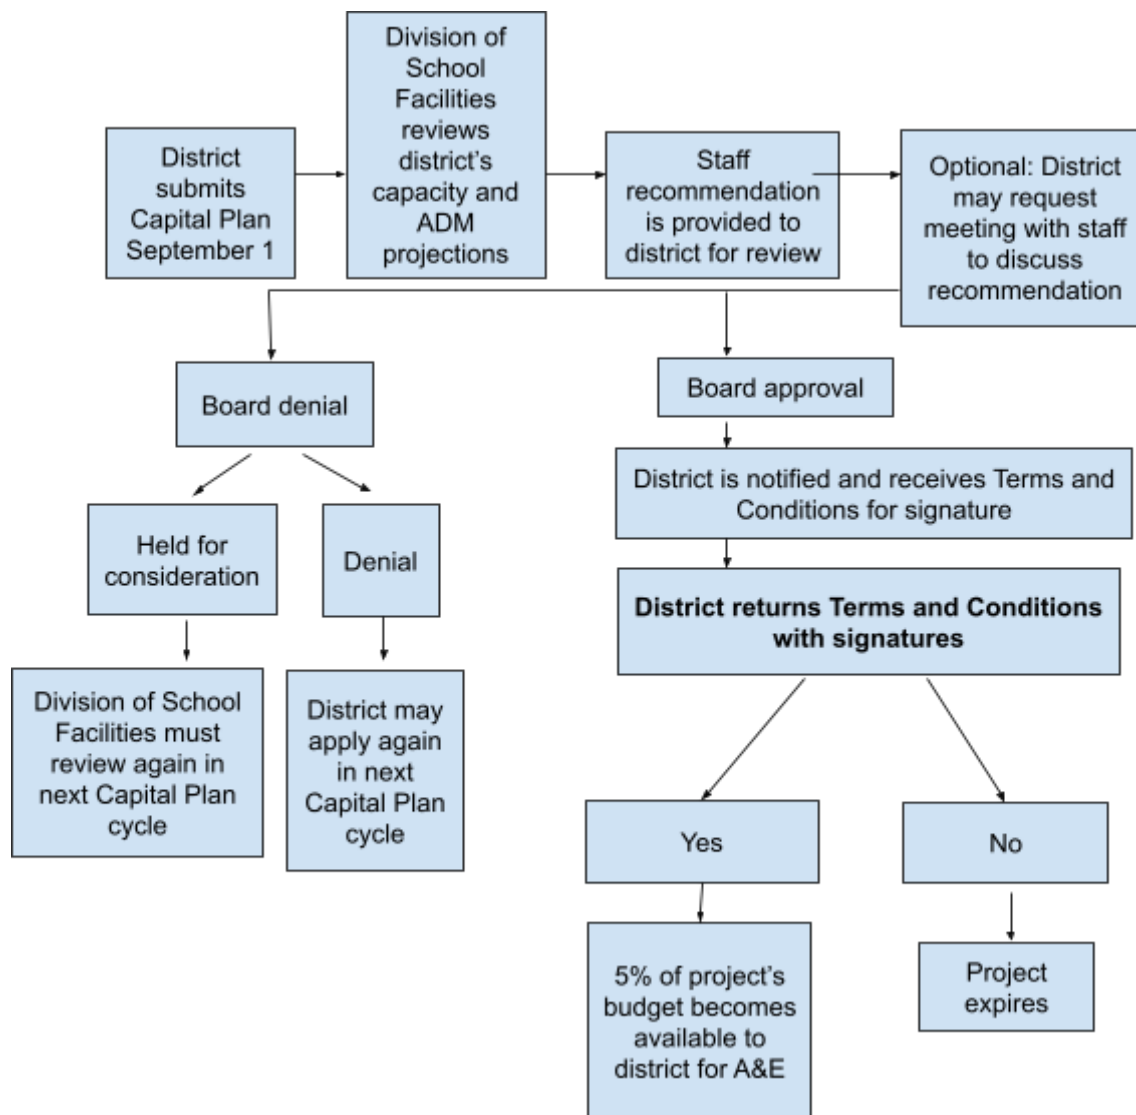 District
submits
Capital Plan
September 1
Division of
School
Facilities
reviews
district's
capacity and
ADM
projections
Staff
recommendation
is provided to
district for review
Optional: District
may request
meeting with staff
to discuss
recommendation
Board denial
Board approval
District is notified and receives Terms and
Conditions for signature
Held for
consideration
Denial
District returns Terms and Conditions
with signatures
Division of School
Facilities must
review again in
next Capital Plan
cycle
District may
apply again
in next
Capital Plan
cycle
Yes
No
5% of project's
budget becomes
available to
district for A&E
Project
expires